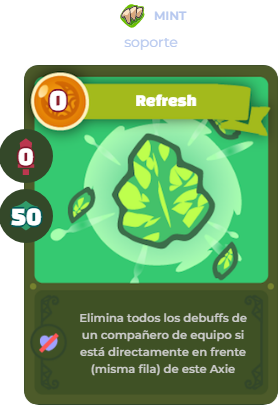 MINT
soporte
0
Refresh
0
50
Elimina todos los debuffs de
un compañero de equipo si
está directamente en frente
(misma fila) de este Axie